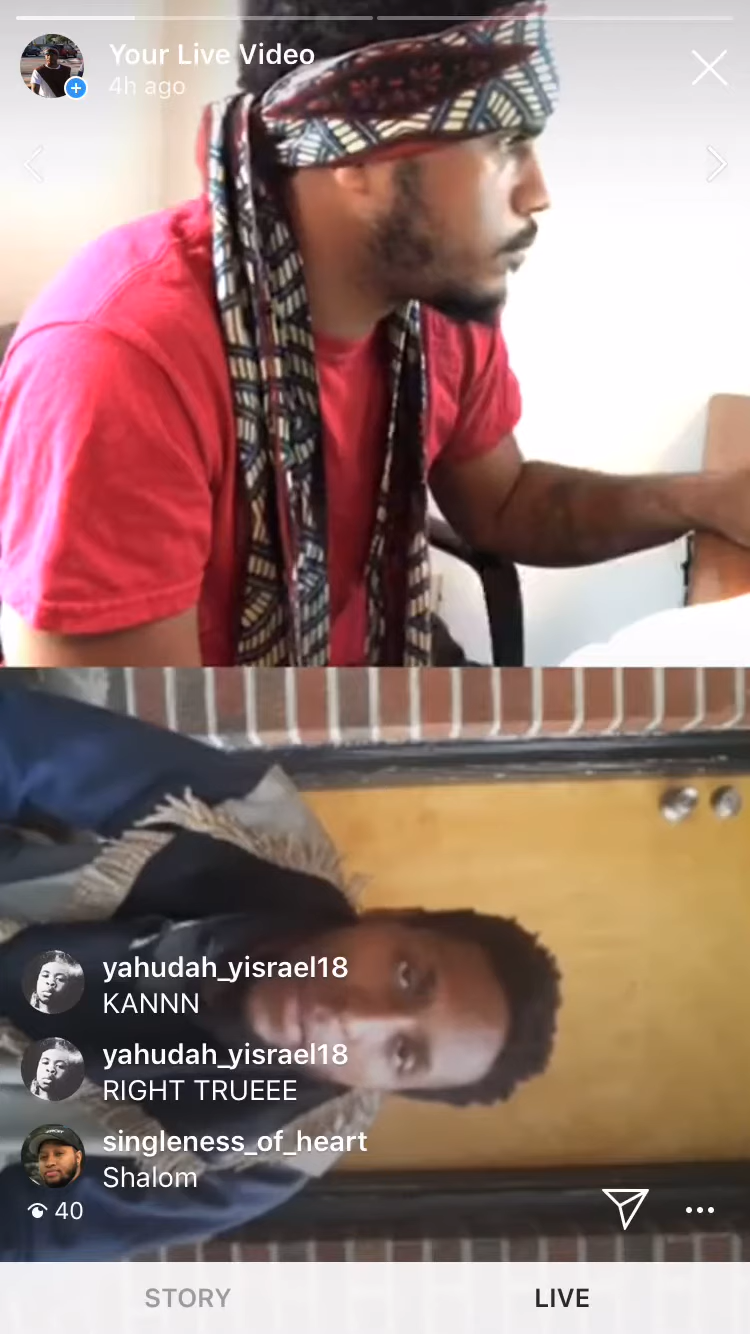 Your Live Video
4h ago
yahudah_yisrael18
KANNN
yahudah_yisrael18
RIGHT TRUEEE
singleness_of_heart
Shalom
40
STORY
LIVE